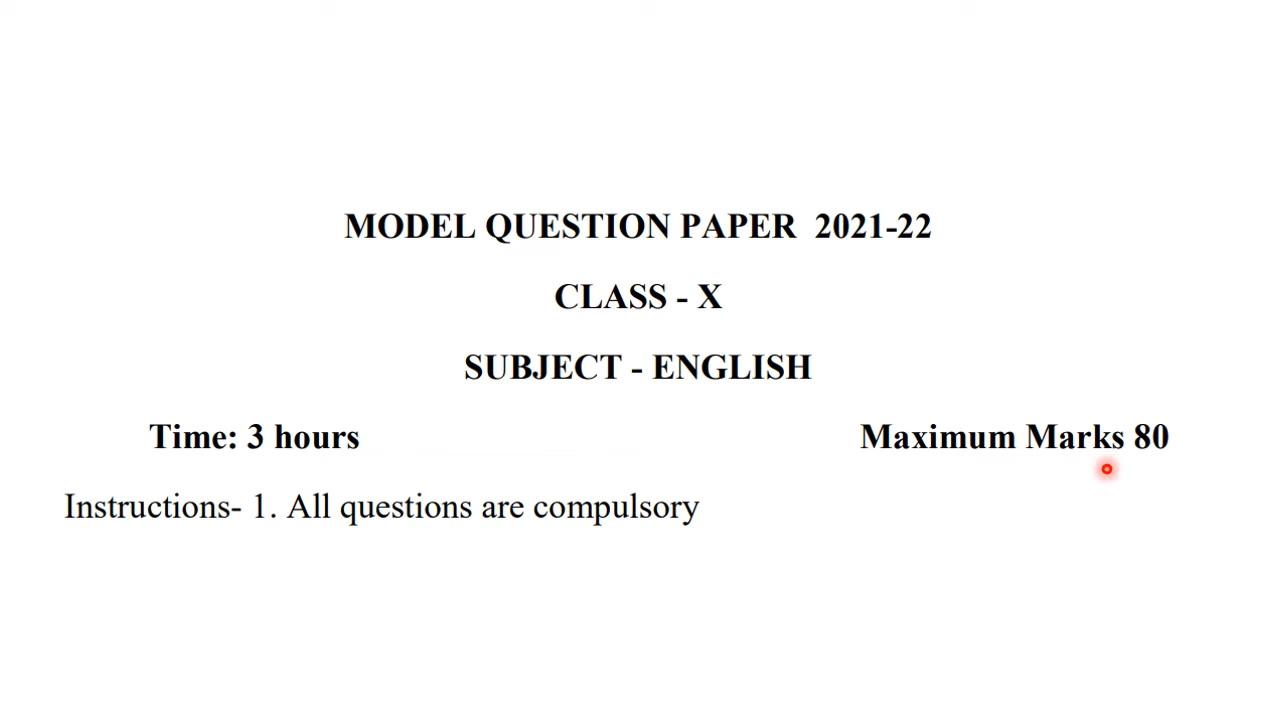 MODEL QUESTION PAPER 2021-22
CLASS - X
SUBJECT - ENGLISH
Time: 3 hours Maximum Marks 80
Instructions- 1. All questions are compulsory